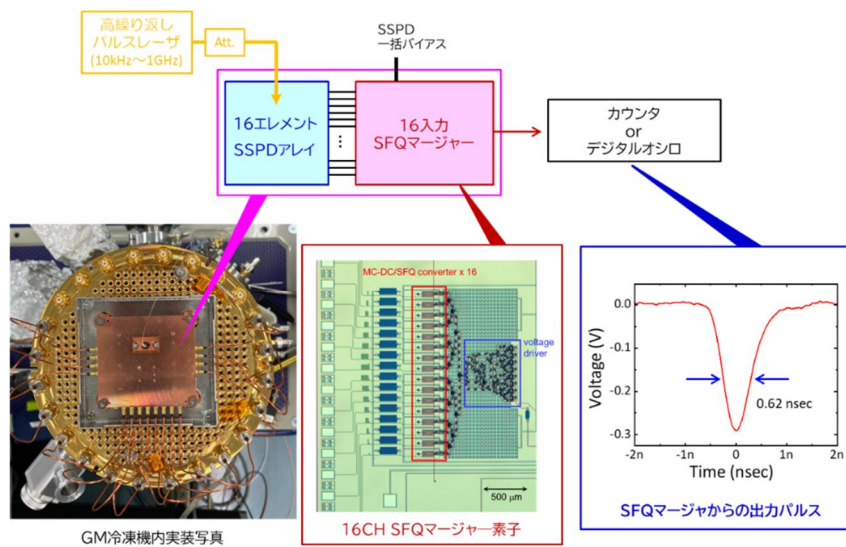 高繰り返し
パルスレーザ
(10kHz～1GHz)
Att.
SSPD
一括バイアス
16エレメント
SSPDアレイ
⋮
16入力
SFQマージャー
カウンタ
or
デジタルオシロ
MC-DC/SFQ converter x 16
voltage
driver
500 μm
16CH SFQマージャー素子
GM冷凍機内実装写真
0.0
-0.1
-0.2
-0.3
Voltage (V)
0.62 nsec
-2n
-1n
0
1n
2n
Time (nsec)
SFQマージャからの出力パルス